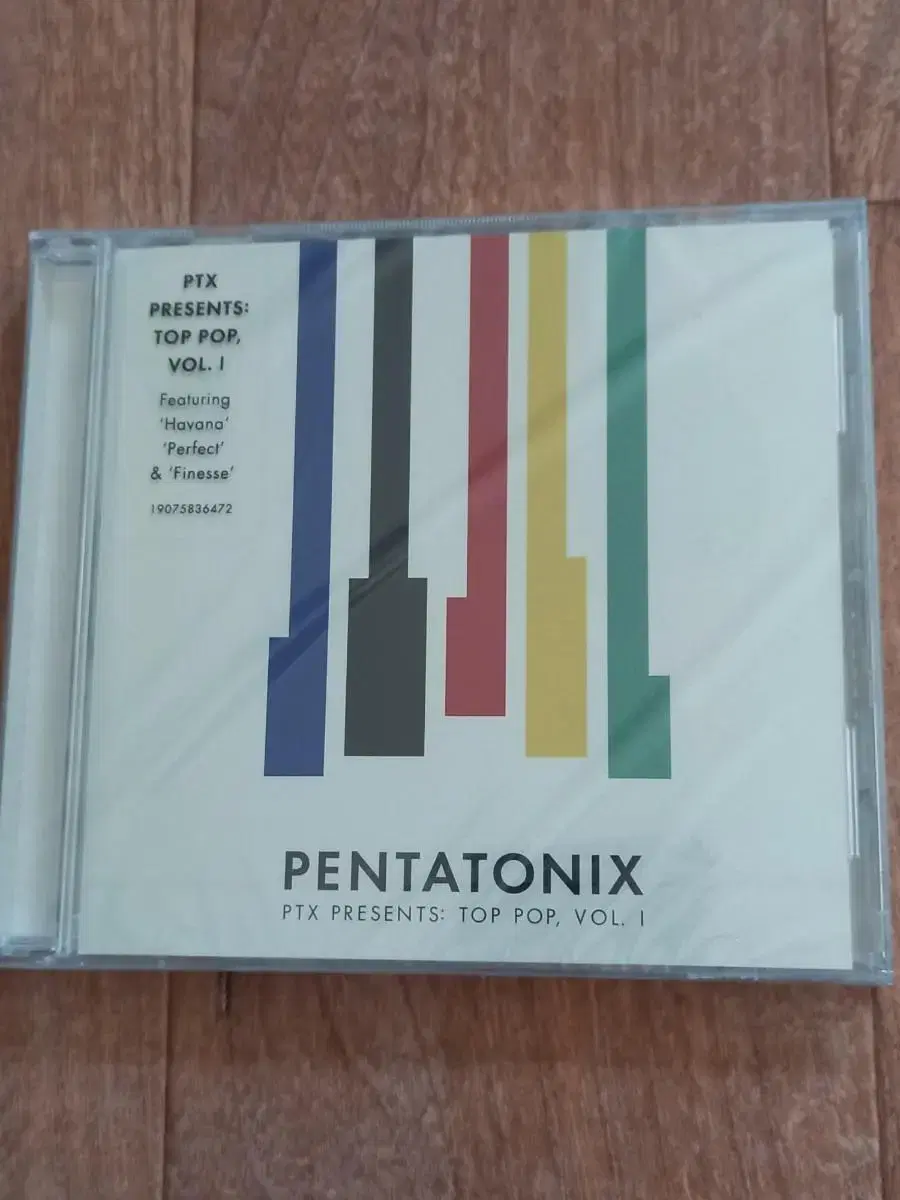 PTX
PRESENTS:
TOP POP,
VOL. I
Featuring
'Havana'
'Perfect'
& 'Finesse'
19075836472
PENTATONIX
PTX PRESENTS: TOP POP, VOL. I